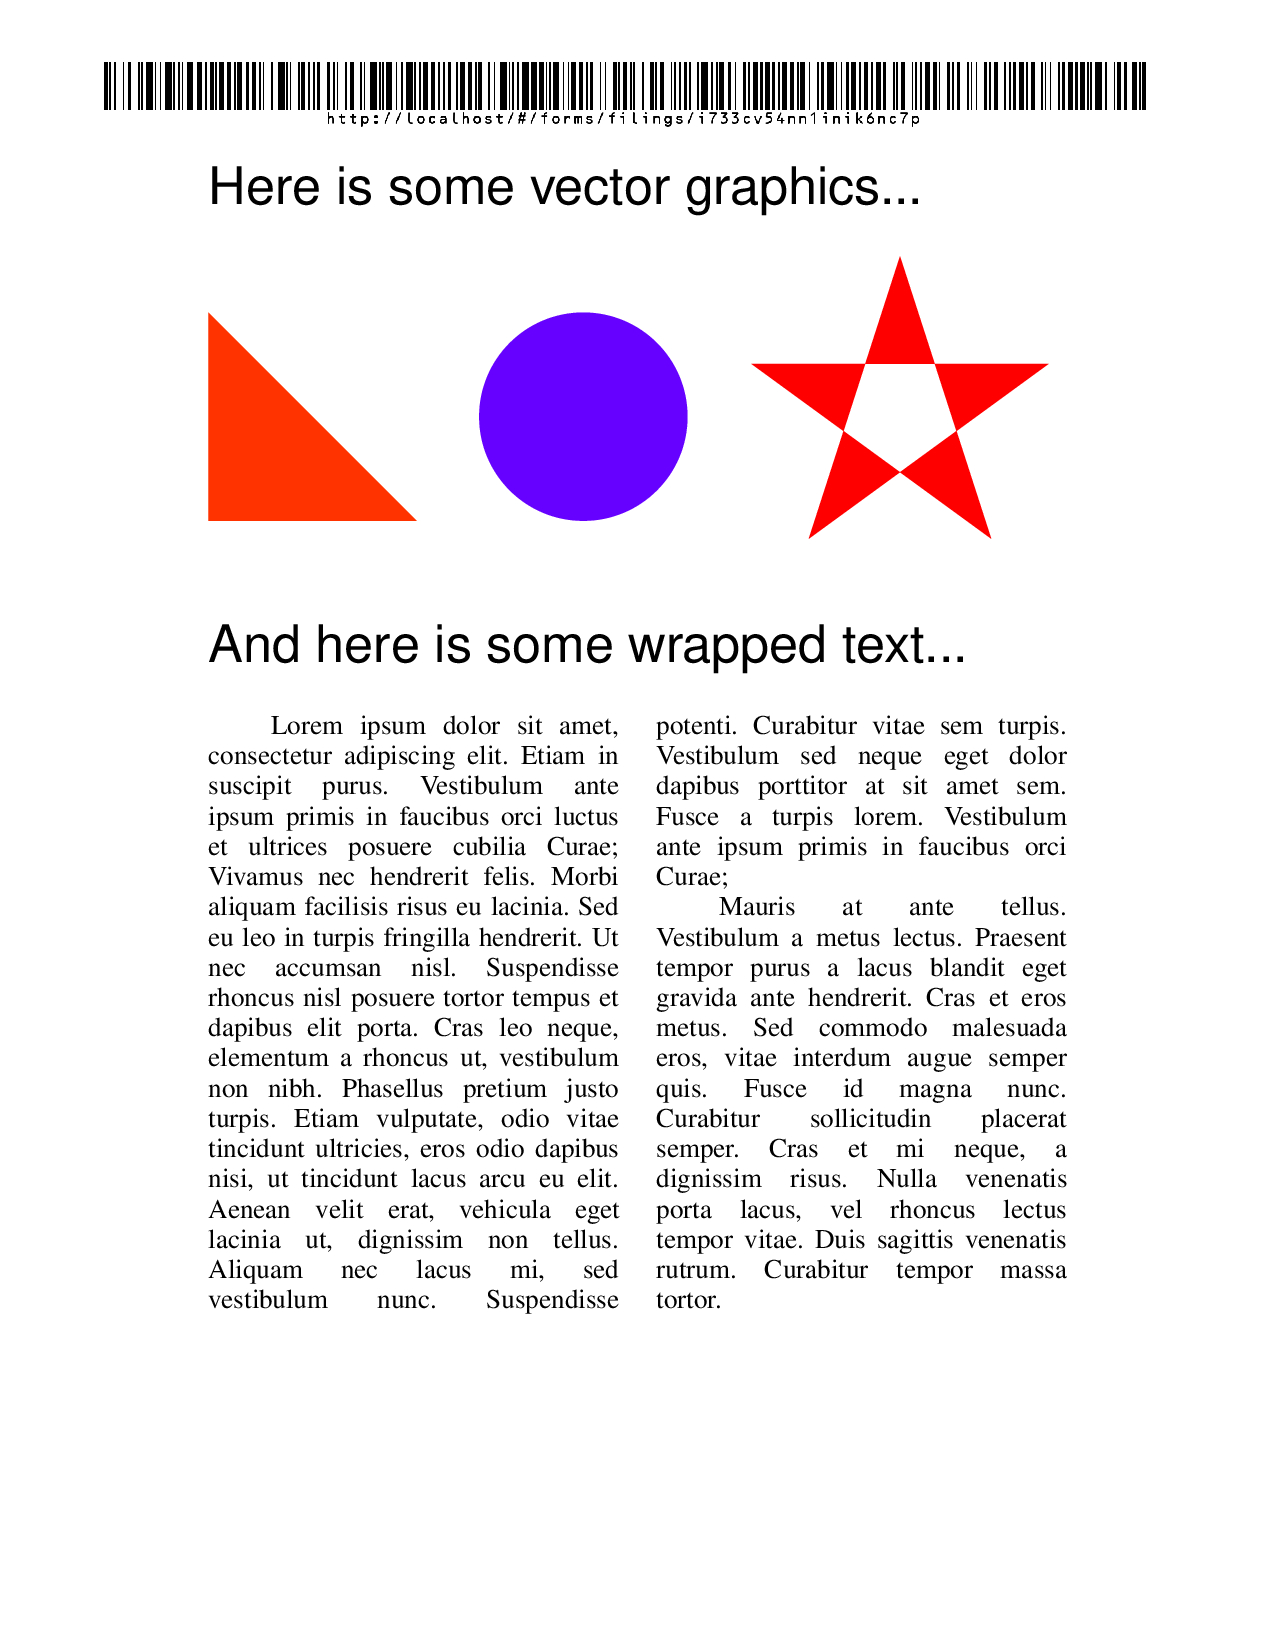 http://localhost/#/forms/filings/i733cv54nn1inik6nc7p
Here is some vector graphics...
And here is some wrapped text...
Lorem ipsum dolor sit amet,
consectetur adipiscing elit. Etiam in
suscipit purus. Vestibulum ante
ipsum primis in faucibus orci luctus
et ultrices posuere cubilia Curae;
Vivamus nec hendrerit felis. Morbi
aliquam facilisis risus eu lacinia. Sed
eu leo in turpis fringilla hendrerit. Ut
nec accumsan nisl. Suspendisse
rhoncus nisl posuere tortor tempus et
dapibus elit porta. Cras leo neque,
elementum a rhoncus ut, vestibulum
non nibh. Phasellus pretium justo
turpis. Etiam vulputate, odio vitae
tincidunt ultricies, eros odio dapibus
nisi, ut tincidunt lacus arcu eu elit.
Aenean velit erat, vehicula eget
lacinia ut, dignissim non tellus.
Aliquam nec lacus mi, sed
vestibulum nunc. Suspendisse
potenti. Curabitur vitae sem turpis.
Vestibulum sed neque eget dolor
dapibus porttitor at sit amet sem.
Fusce a turpis lorem. Vestibulum
ante ipsum primis in faucibus orci
Curae;
Mauris at ante tellus.
Vestibulum a metus lectus. Praesent
tempor purus a lacus blandit eget
gravida ante hendrerit. Cras et eros
metus. Sed commodo malesuada
eros, vitae interdum augue semper
quis. Fusce id magna nunc.
Curabitur sollicitudin placerat
semper. Cras et mi neque, a
dignissim risus. Nulla venenatis
porta lacus, vel rhoncus lectus
tempor vitae. Duis sagittis venenatis
rutrum. Curabitur tempor massa
tortor.